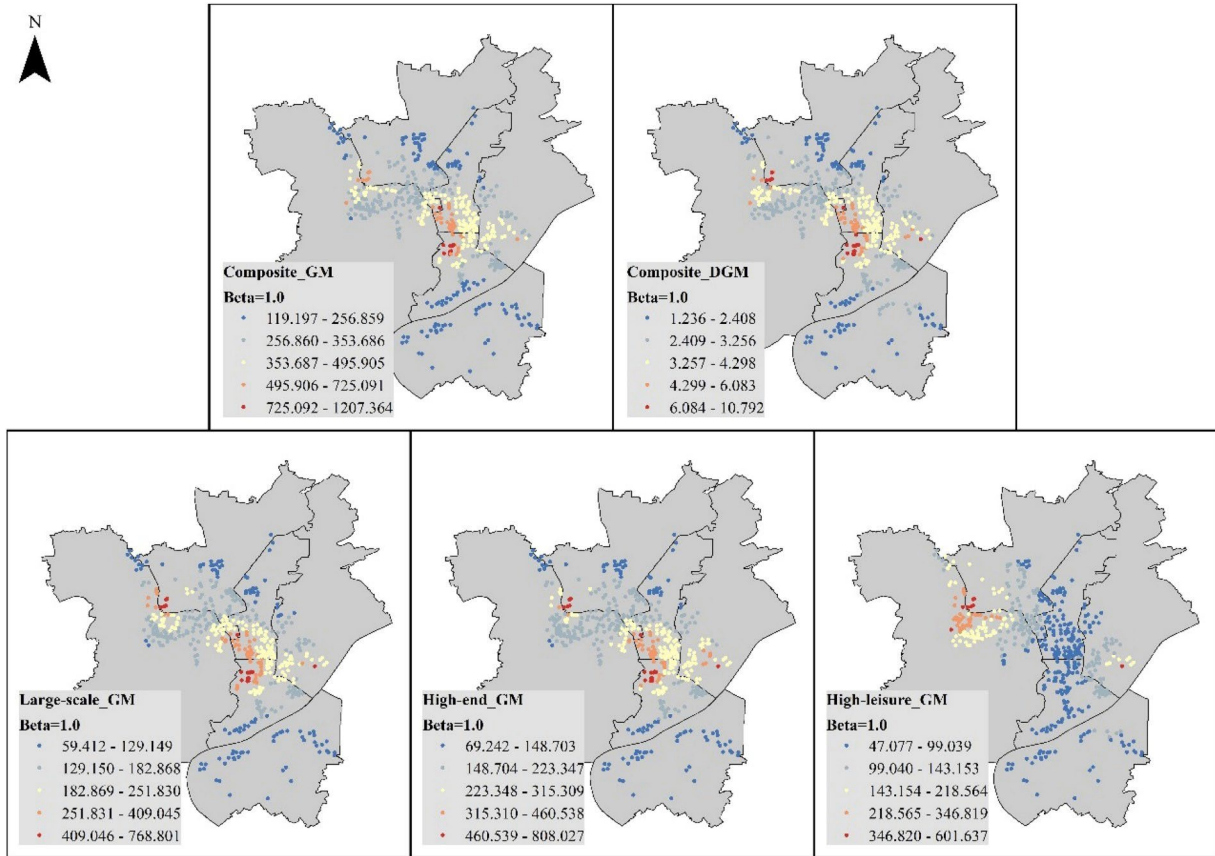 N
Composite_GM
Beta=1.0
119.197 - 256.859
256.860 - 353.686
353.687 - 495.905
495.906 - 725.091
725.092 - 1207.364
Composite_DGM
Beta=1.0
1.236 - 2.408
2.409 - 3.256
3.257 - 4.298
4.299 - 6.083
6.084 - 10.792
Large-scale_GM
Beta=1.0
59.412 - 129.149
129.150 - 182.868
182.869 - 251.830
251.831 - 409.045
409.046 - 768.801
High-end_GM
Beta=1.0
69.242 - 148.703
148.704 - 223.347
223.348 - 315.309
315.310 - 460.538
460.539 - 808.027
High-leisure_GM
Beta=1.0
47.077 - 99.039
99.040 - 143.153
143.154 - 218.564
218.565 - 346.819
346.820 - 601.637